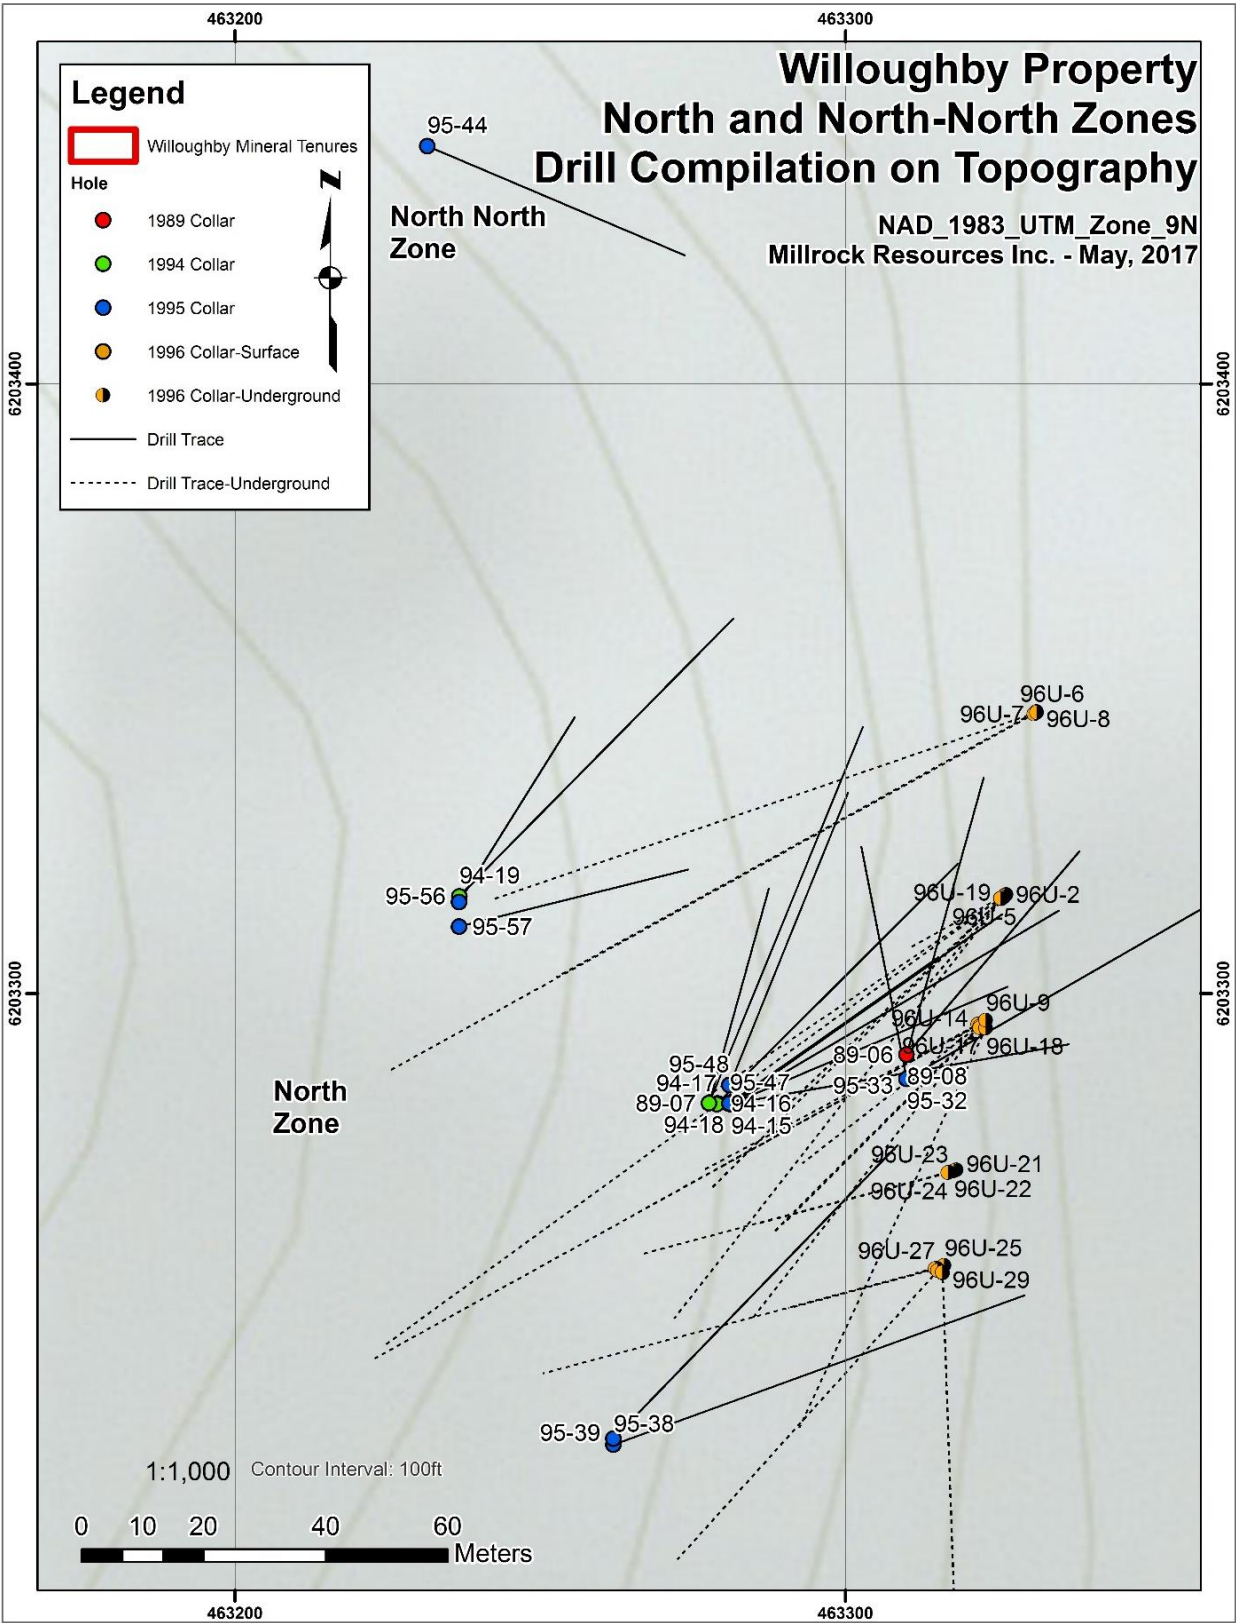 463200
463300
Willoughby Property
North and North-North Zones
Drill Compilation on Topography
NAD_1983_UTM_Zone_9N
Millrock Resources Inc. - May, 2017
Legend
Willoughby Mineral Tenures
Hole
N
1989 Collar
1994 Collar
1995 Collar
1996 Collar-Surface
1996 Collar-Underground
Drill Trace
Drill Trace-Underground
95-44
North North
Zone
6203400
6203400
96U-6
96U-7
96U-8
94-19
95-56
95-57
96U-19
96U-2
96U-5
6203300
6203300
96U-9
96U-14
96U-17
96U-18
89-06
95-48
94-17
95-47
95-33
89-08
89-07
94-16
95-32
94-18
94-15
North
Zone
96U-23
96U-21
96U-24
96U-22
96U-27
96U-25
96U-29
95-39
95-38
1:1,000
Contour Interval: 100ft
0 10 20 40 60
Meters
463200
463300